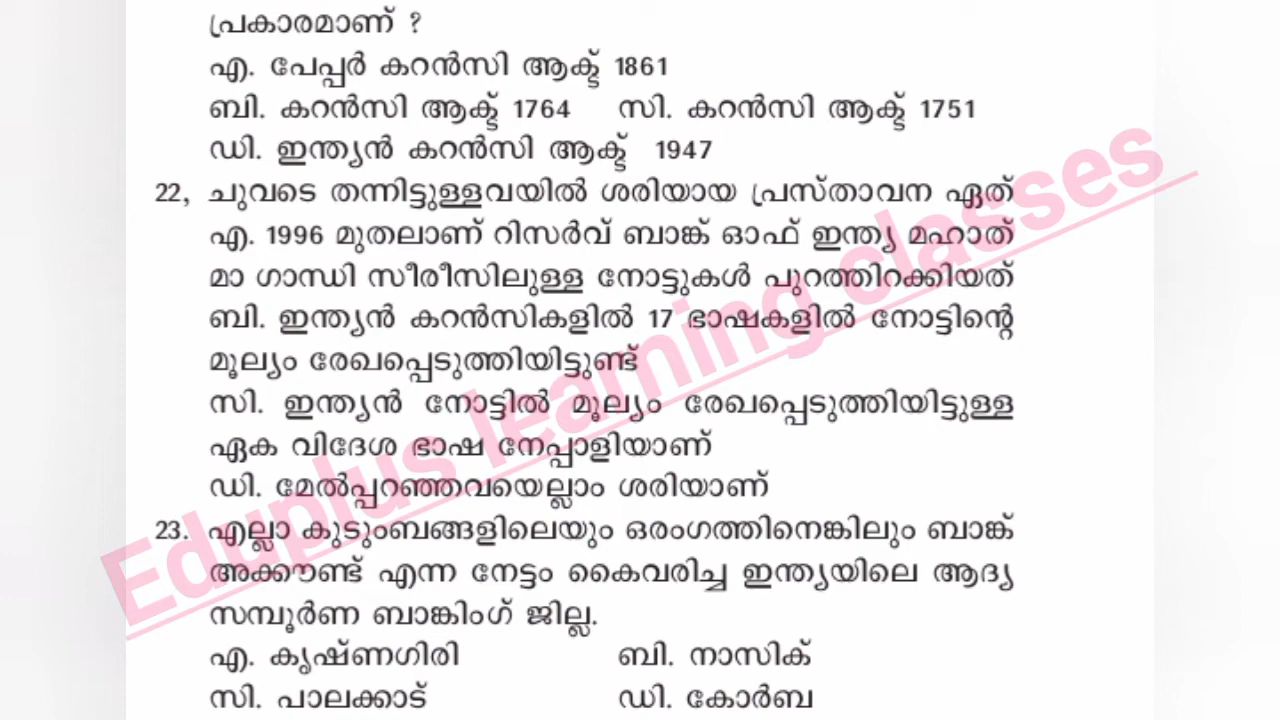 പ്രകാരമാണ് ?
എ. പേപ്പർ കറൻസി ആക്ട് 1861
ബി. കറൻസി ആക്ട് 1764 സി. കറൻസി ആക്ട് 1751
ഡി. ഇന്ത്യൻ കറൻസി ആക്ട് 1947
22, ചുവടെ തന്നിട്ടുള്ളവയിൽ ശരിയായ പ്രസ്താവന ഏത്
എ. 1996 മുതലാണ് റിസർവ് ബാങ്ക് ഓഫ് ഇന്ത്യ മഹാത്
മാ ഗാന്ധി സീരീസിലുള്ള നോട്ടുകൾ പുറത്തിറക്കിയത്
ബി. ഇന്ത്യൻ കറൻസികളിൽ 17 ഭാഷകളിൽ നോട്ടിന്റെ
മൂല്യം രേഖപ്പെടുത്തിയിട്ടുണ്ട്
സി. ഇന്ത്യൻ നോട്ടിൽ മൂല്യം രേഖപ്പെടുത്തിയിട്ടുള്ള
ഏക വിദേശ ഭാഷ നേപ്പാളിയാണ്
ഡി. മേൽപ്പറഞ്ഞവയെല്ലാം ശരിയാണ്
23. എല്ലാ കുടുംബങ്ങളിലെയും ഒരംഗത്തിനെങ്കിലും ബാങ്ക്
അക്കൗണ്ട് എന്ന നേട്ടം കൈവരിച്ച ഇന്ത്യയിലെ ആദ്യ
സമ്പൂർണ ബാങ്കിംഗ് ജില്ല.
എ. കൃഷ്ണഗിരി ബി. നാസിക്
സി. പാലക്കാട് ഡി. കോർബ
Eduplus learning classes